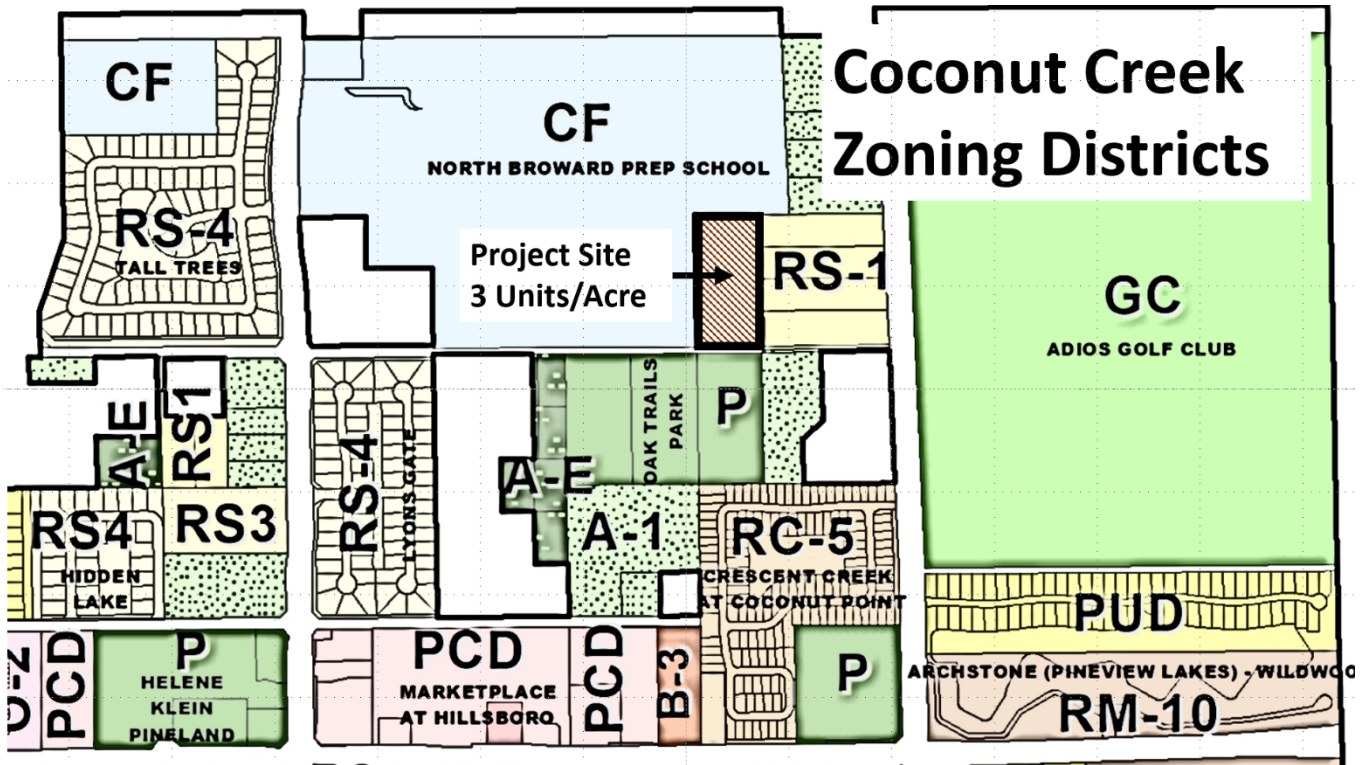 Coconut Creek
Zoning Districts
CF
CF
NORTH BROWARD PREP SCHOOL
RS-4
TALL TREES
Project Site
3 Units/Acre
RS-1
GC
ADIOS GOLF CLUB
A-E
RS1
RS-4
LYONS GATE
OAK TRAILS
PARK
P
A-E
RS4
HIDDEN
LAKE
RS3
A-1
RC-5
CRESCENT CREEK
AT COCONUT POINT
PUD
PCD
P
HELENE
KLEIN
PINELAND
PCD
MARKETPLACE
AT HILLSBORO
PCD
B-3
P
ARCHSTONE (PINEVIEW LAKES) - WILDWOO
RM-10